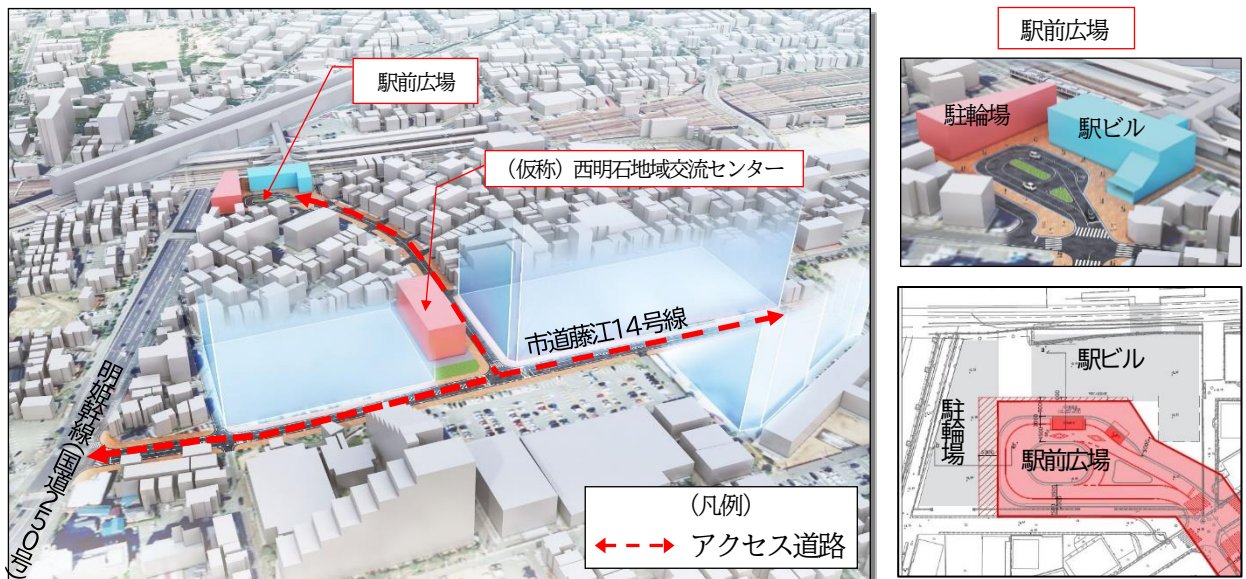 駅前広場
(仮称)西明石地域交流センター
市道藤江14号線
明姫幹線(国道250号)
(凡例)
アクセス道路
駅前広場
駐輪場
駅ビル
駅ビル
駐輪場
駅前広場